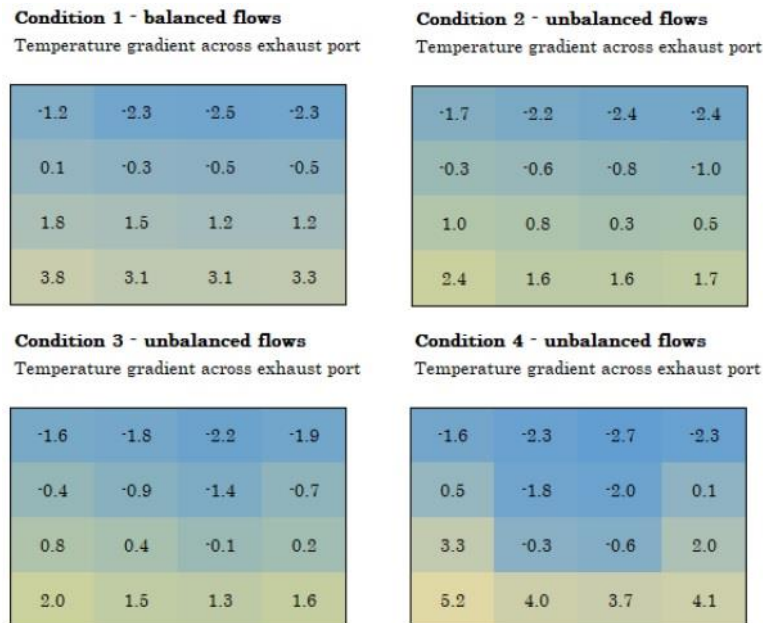 Condition 1 - balanced flows
Temperature gradient across exhaust port
-1.2 -2.3 -2.5 -2.3
0.1 -0.3 -0.5 -0.5
1.8 1.5 1.2 1.2
3.8 3.1 3.1 3.3
Condition 2 - unbalanced flows
Temperature gradient across exhaust port
-1.7 -2.2 -2.4 -2.4
-0.3 -0.6 -0.8 -1.0
1.0 0.8 0.3 0.5
2.4 1.6 1.6 1.7
Condition 3 - unbalanced flows
Temperature gradient across exhaust port
-1.6 -1.8 -2.2 -1.9
-0.4 -0.9 -1.4 -0.7
0.8 0.4 -0.1 0.2
2.0 1.5 1.3 1.6
Condition 4 - unbalanced flows
Temperature gradient across exhaust port
-1.6 -2.3 -2.7 -2.3
0.5 -1.8 -2.0 0.1
3.3 -0.3 -0.6 2.0
5.2 4.0 3.7 4.1